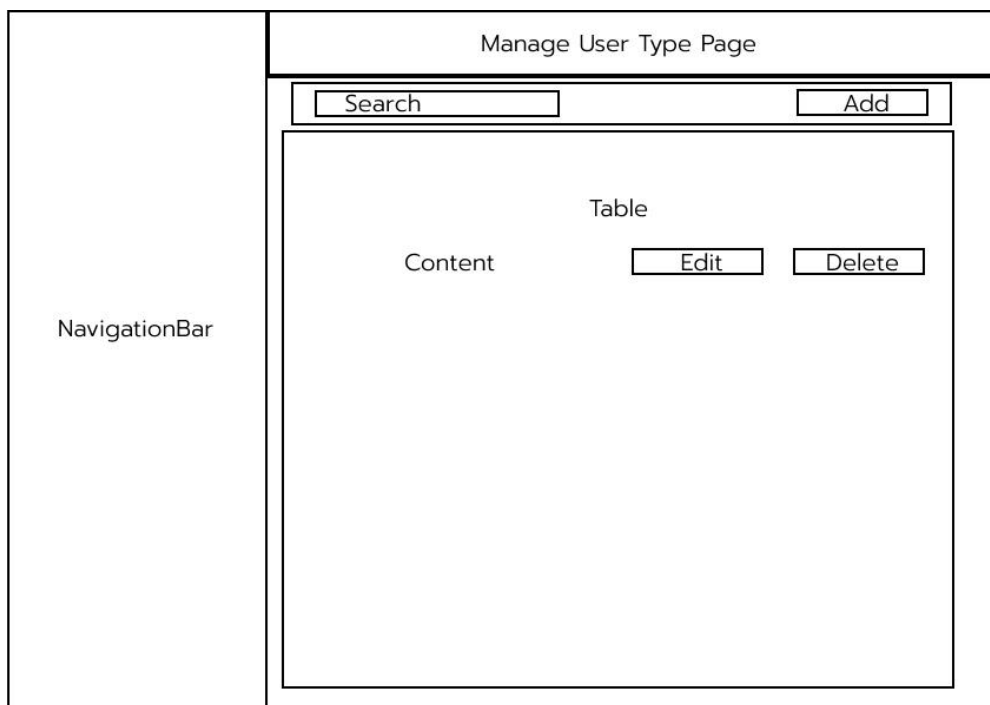 Manage User Type Page
Search
Add
Table
Content
Edit
Delete
NavigationBar